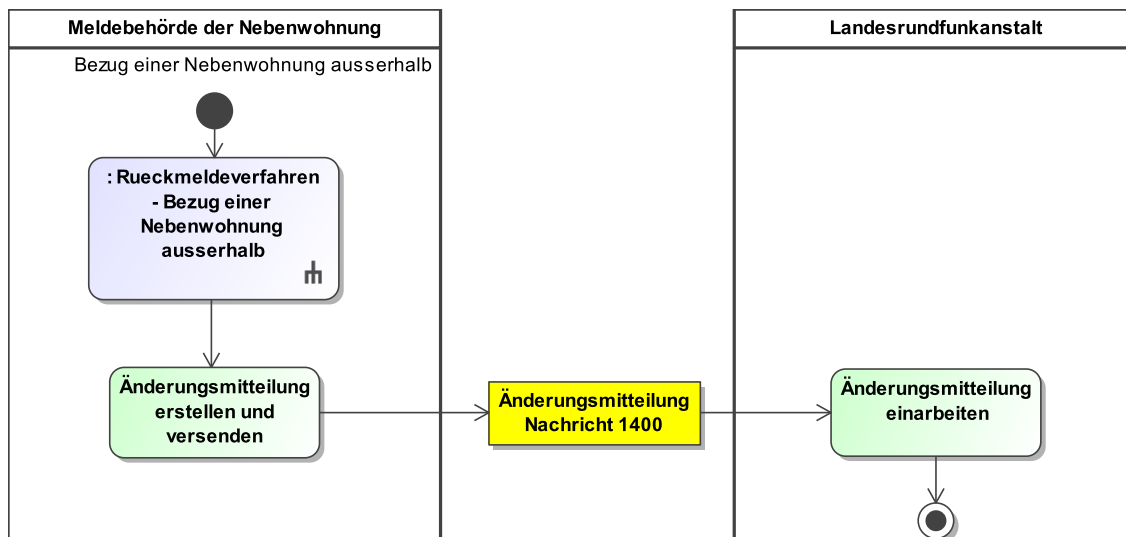 Meldebehörde der Nebenwohnung
Landesrundfunkanstalt
Bezug einer Nebenwohnung ausserhalb
: Rueckmeldeverfahren
- Bezug einer
Nebenwohnung
ausserhalb
Änderungsmitteilung
erstellen und
versenden
Änderungsmitteilung
Nachricht 1400
Änderungsmitteilung
einarbeiten